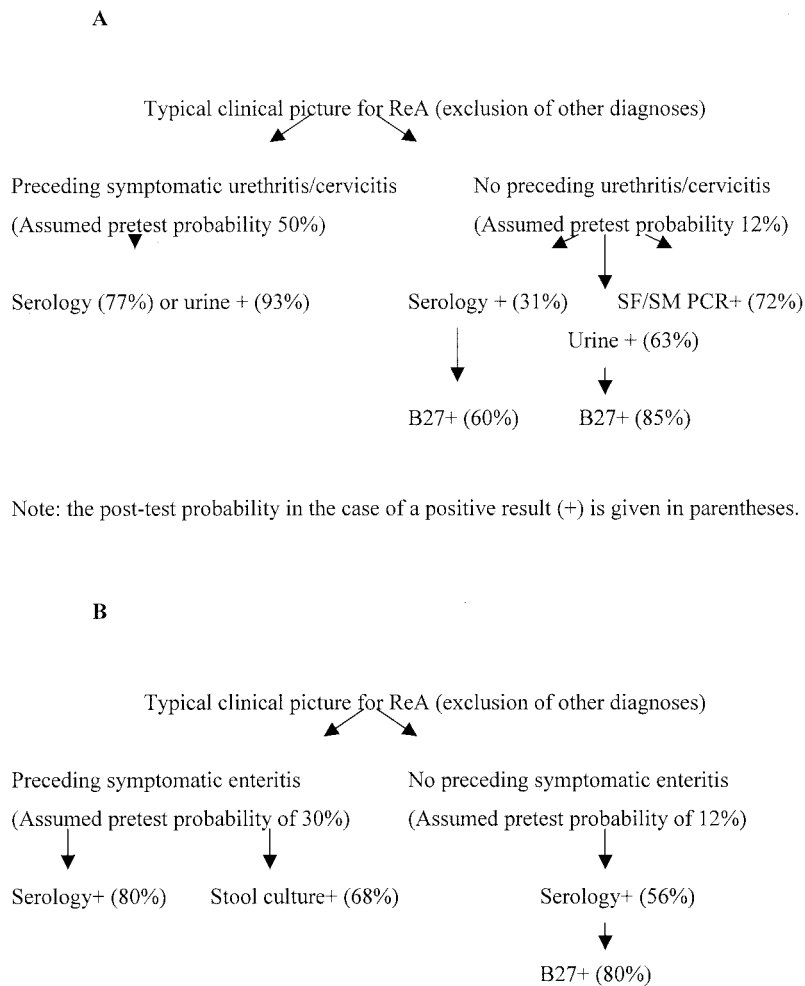 A
Typical clinical picture for ReA (exclusion of other diagnoses)
Preceding symptomatic urethritis/cervicitis
(Assumed pretest probability 50%)
No preceding urethritis/cervicitis
(Assumed pretest probability 12%)
Serology (77%) or urine + (93%)
Serology + (31%)
SF/SM PCR+ (72%)
Urine + (63%)
B27+ (60%)
B27+ (85%)
Note: the post-test probability in the case of a positive result (+) is given in parentheses.
B
Typical clinical picture for ReA (exclusion of other diagnoses)
Preceding symptomatic enteritis
(Assumed pretest probability of 30%)
No preceding symptomatic enteritis
(Assumed pretest probability of 12%)
Serology+ (80%)
Stool culture+ (68%)
Serology+ (56%)
B27+ (80%)